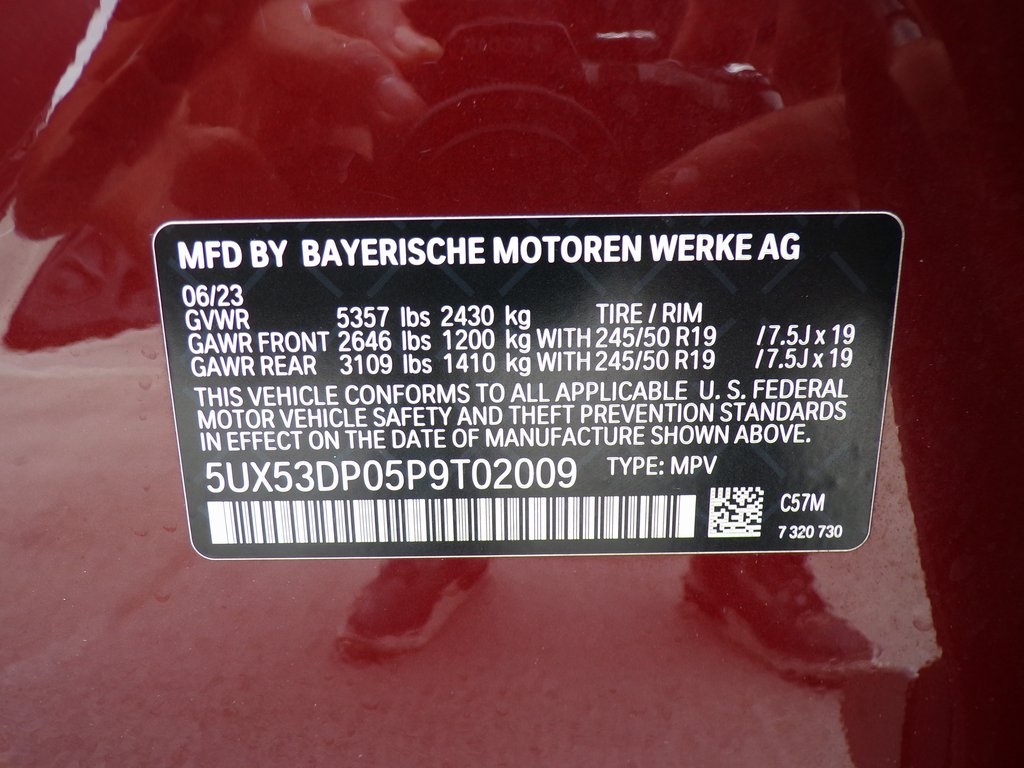 MFD BY BAYERISCHE MOTOREN WERKE AG
06/23
GVWR 5357 lbs 2430 kg TIRE / RIM
GAWR FRONT 2646 lbs 1200 kg WITH 245/50 R19 / 7.5J x 19
GAWR REAR 3109 lbs 1410 kg WITH 245/50 R19 / 7.5J x 19
THIS VEHICLE CONFORMS TO ALL APPLICABLE U. S. FEDERAL
MOTOR VEHICLE SAFETY AND THEFT PREVENTION STANDARDS
IN EFFECT ON THE DATE OF MANUFACTURE SHOWN ABOVE.
5UX53DP05P9T02009 TYPE: MPV
C57M
7 320 730